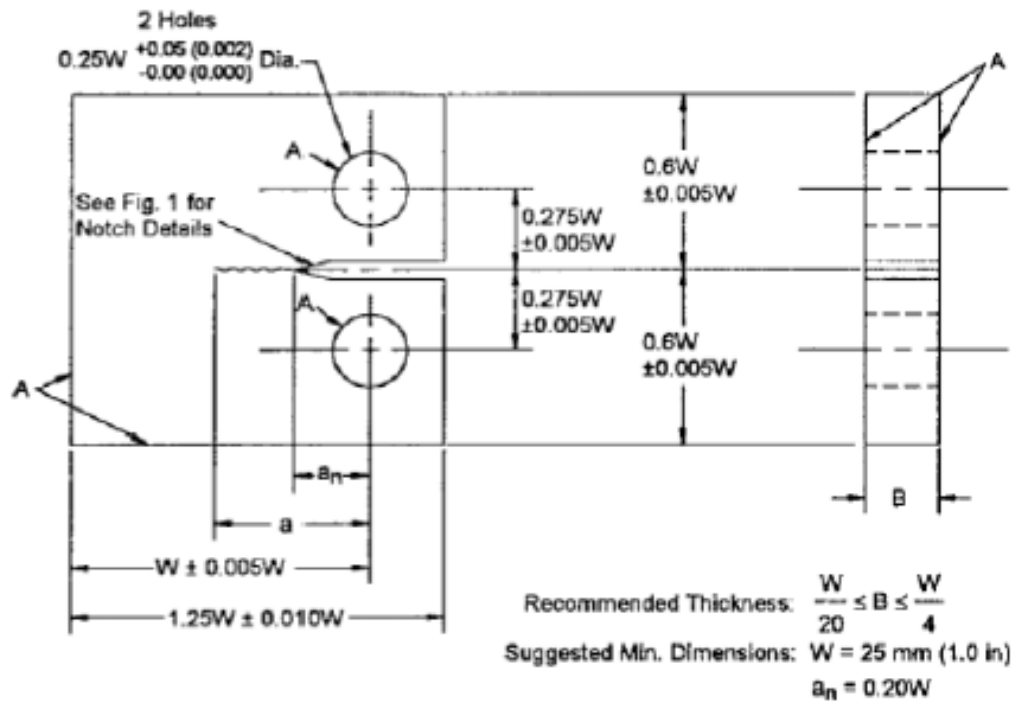 2 Holes
0.25W +0.05 (0.002) Dia.
-0.00 (0.000)
A
A
See Fig. 1 for
Notch Details
0.6W
±0.005W
0.275W
±0.005W
A
0.275W
±0.005W
0.6W
±0.005W
A
an
a
B
W ± 0.005W
1.25W ± 0.010W
Recommended Thickness: W/20 ≤ B ≤ W/4
Suggested Min. Dimensions: W = 25 mm (1.0 in)
an = 0.20W